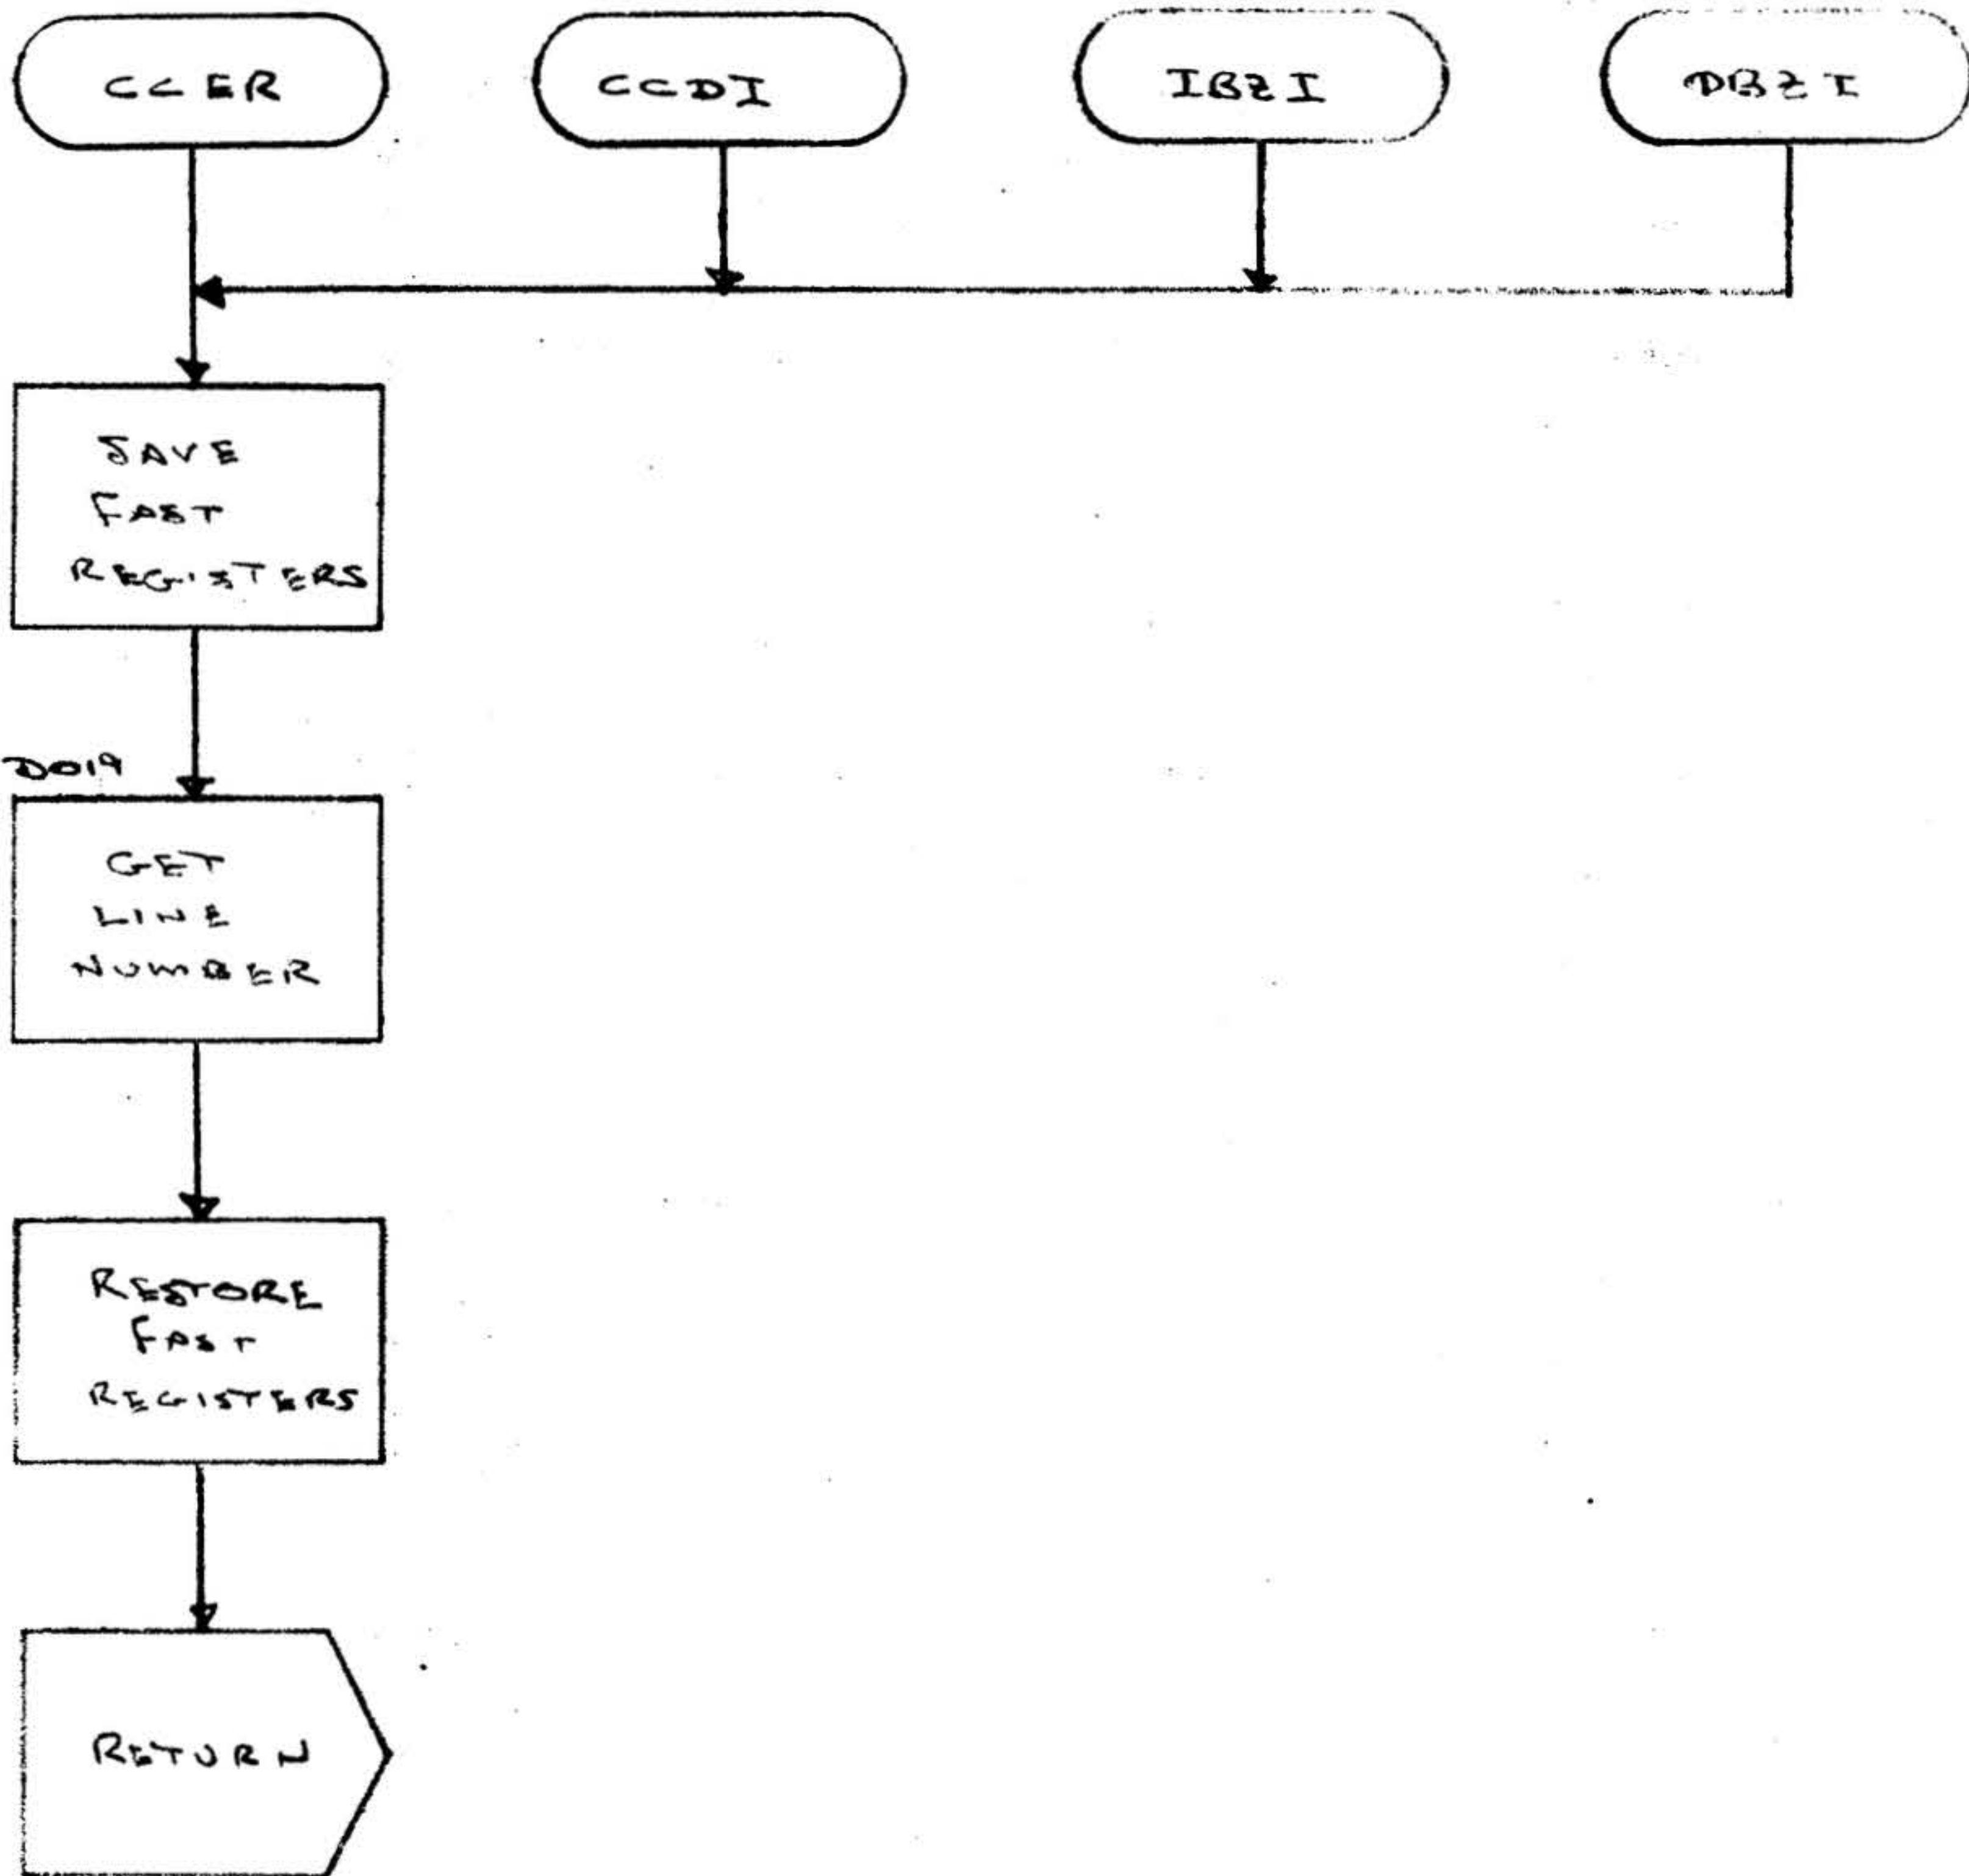 CCER
CCDI
IBZI
DBZI
SAVE
FAST
REGISTERS
D019
GET
LINE
NUMBER
RESTORE
FAST
REGISTERS
RETURN